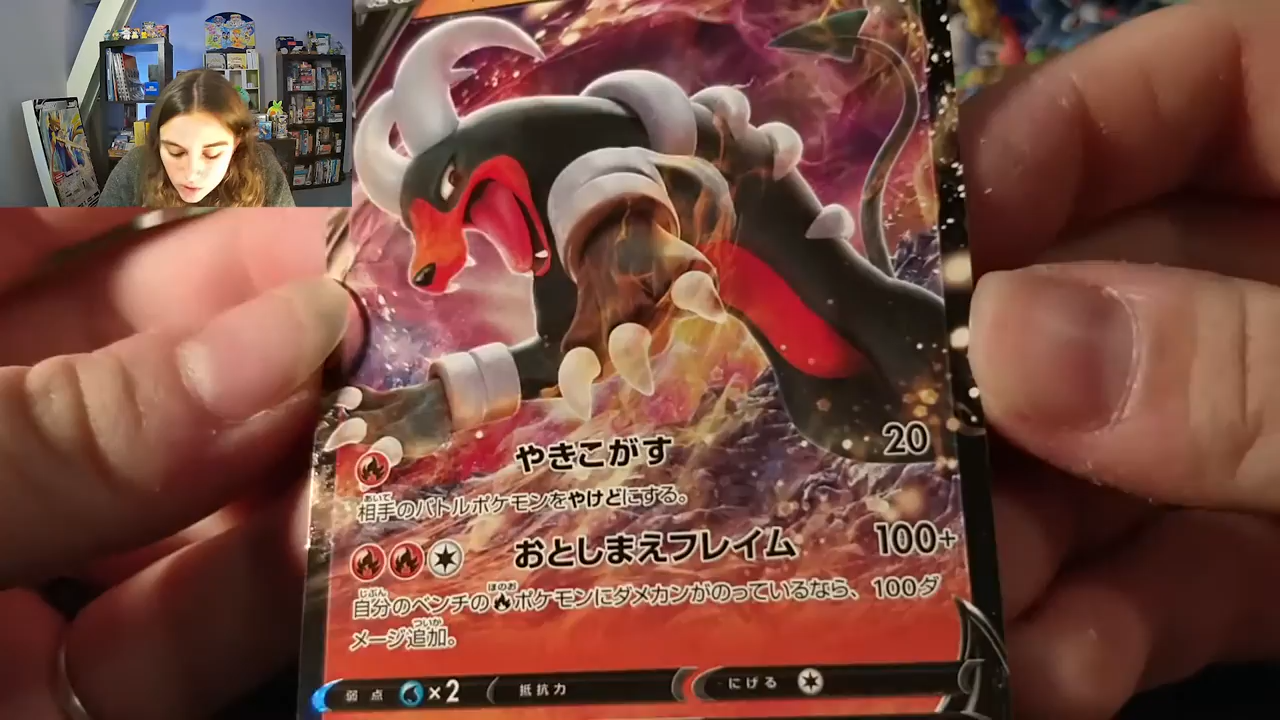 やきこがす 20
相手のバトルポケモンをやけどにする。
おとしまえフレイム 100+
自分のベンチのポケモンにダメカンがのっているなら、100ダ
メージ追加。
弱点 ×2 抵抗力 にげる